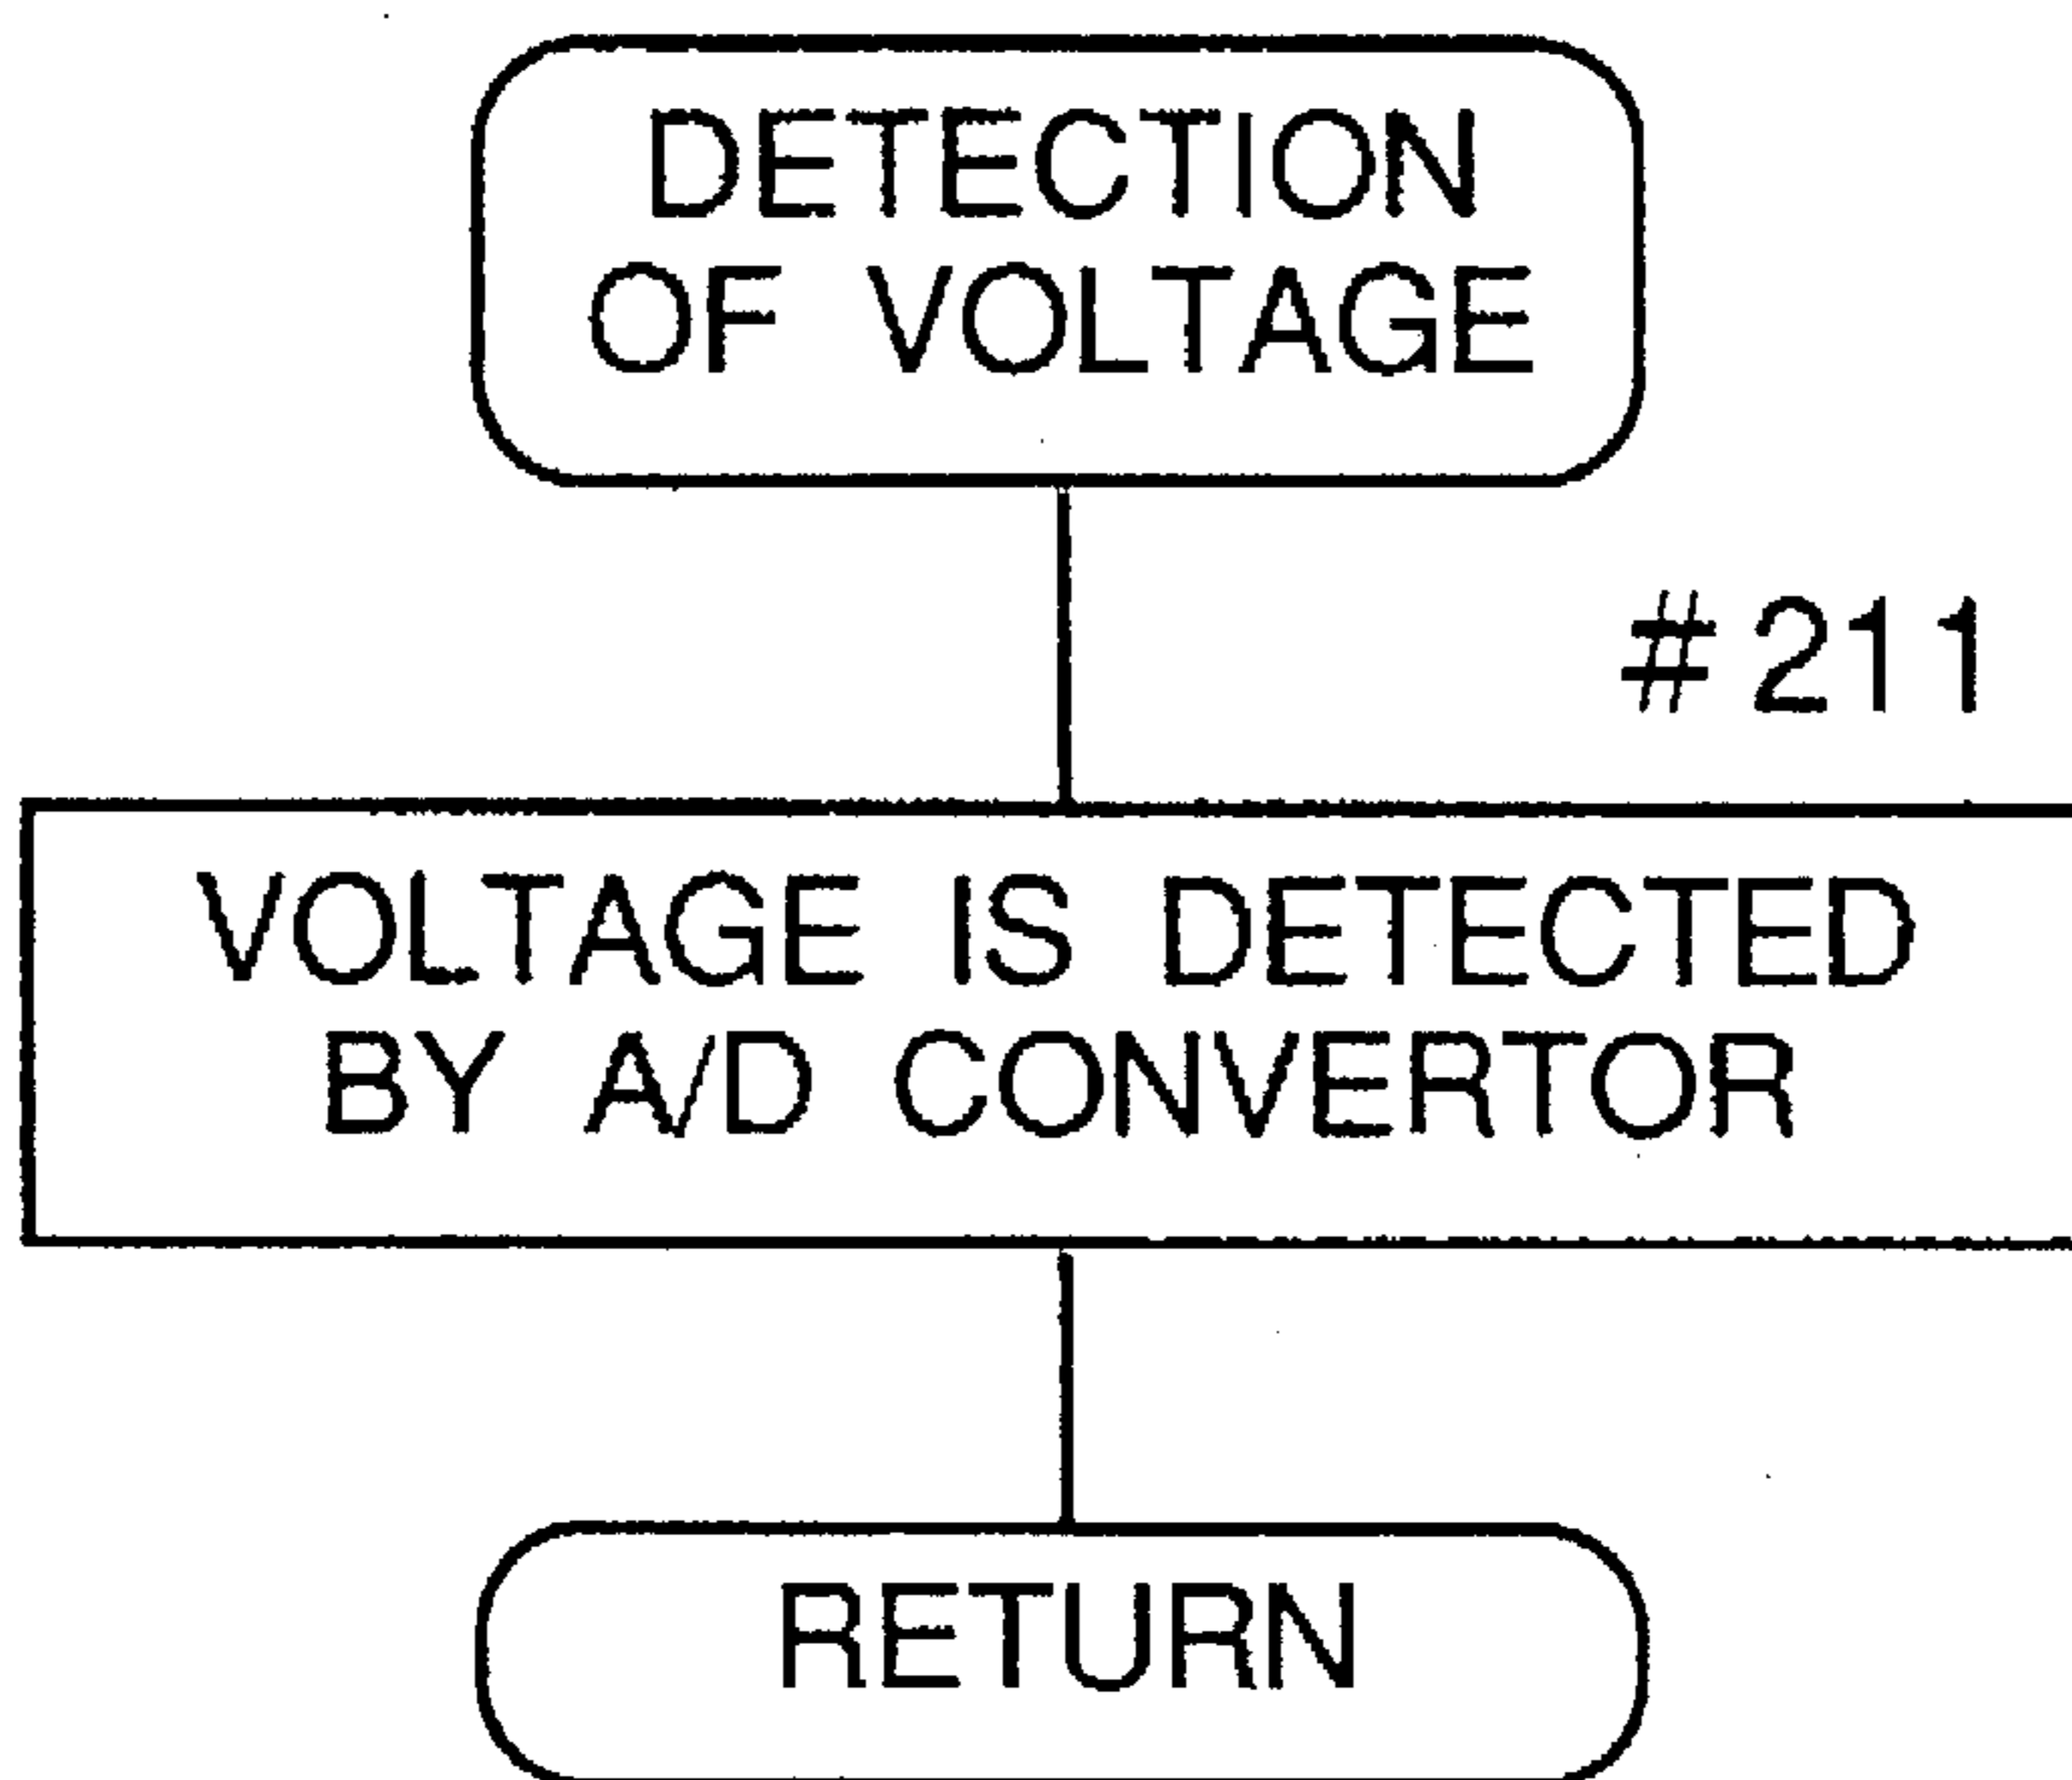 DETECTION
OF VOLTAGE
#211
VOLTAGE IS DETECTED
BY A/D CONVERTOR
RETURN